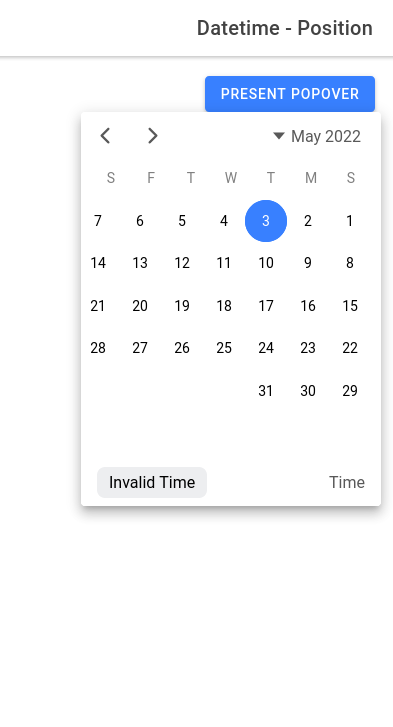 Datetime - Position
PRESENT POPOVER
May 2022
S M T W T F S
1 2 3 4 5 6 7
8 9 10 11 12 13 14
15 16 17 18 19 20 21
22 23 24 25 26 27 28
29 30 31
Time Invalid Time